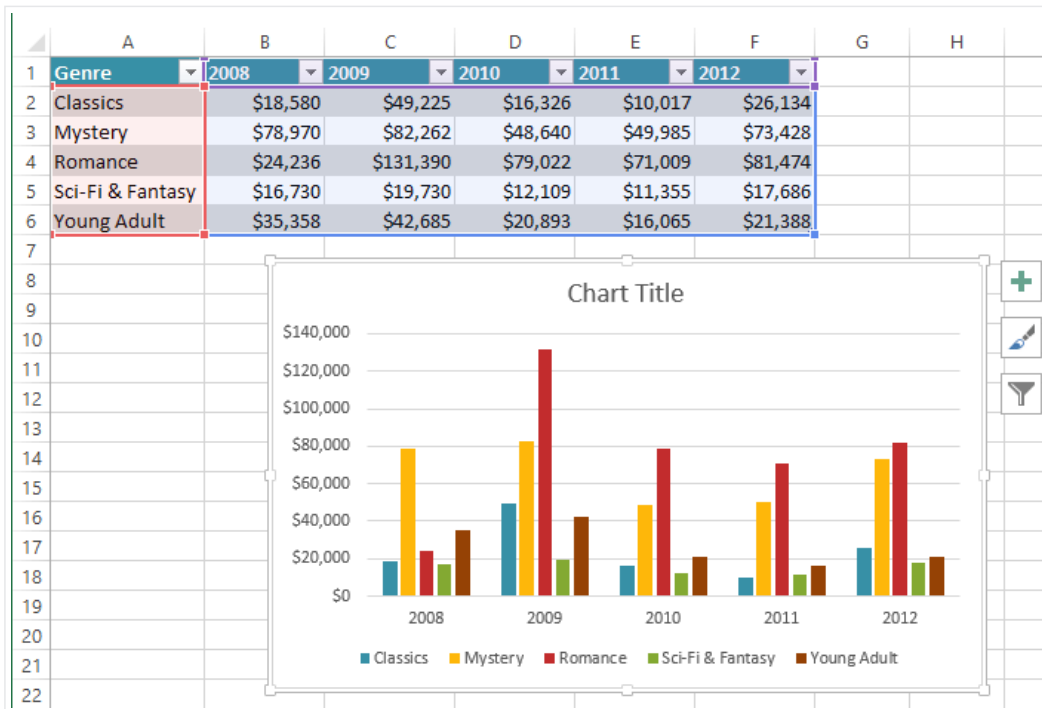 A B C D E F G H
1 Genre 2008 2009 2010 2011 2012
2 Classics $18,580 $49,225 $16,326 $10,017 $26,134
3 Mystery $78,970 $82,262 $48,640 $49,985 $73,428
4 Romance $24,236 $131,390 $79,022 $71,009 $81,474
5 Sci-Fi & Fantasy $16,730 $19,730 $12,109 $11,355 $17,686
6 Young Adult $35,358 $42,685 $20,893 $16,065 $21,388
7
8
9
10
11
12
13
14
15
16
17
18
19
20
21
22
Chart Title
$140,000
$120,000
$100,000
$80,000
$60,000
$40,000
$20,000
$0
2008 2009 2010 2011 2012
Classics Mystery Romance Sci-Fi & Fantasy Young Adult